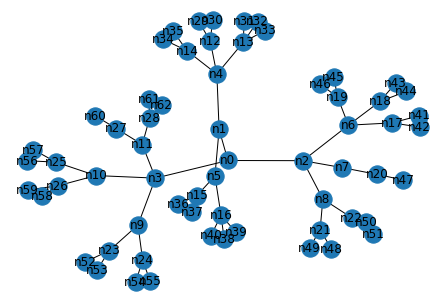 n29 n30
n35 n31 n32
n34 n12 n13 n33
n14
n4
n45 n43
n46 n44
n61 n19 n18
n62
n60 n28 n41
n27 n1 n6 n17 n42
n11
n57
n56 n25 n0 n2
n7
n10 n3 n5 n20 n47
n59 n26
n58 n15 n8
n36
n37 n16 n22 n50
n9 n40 n39 n21 n51
n38
n23 n49 n48
n52 n24
n53
n54 n55